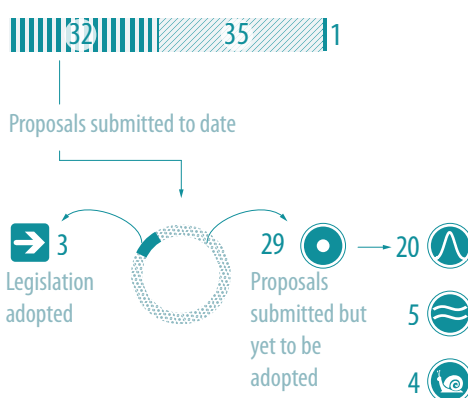 32 35 1
Proposals submitted to date
3
Legislation
adopted
29
Proposals
submitted but
yet to be
adopted
20
5
4